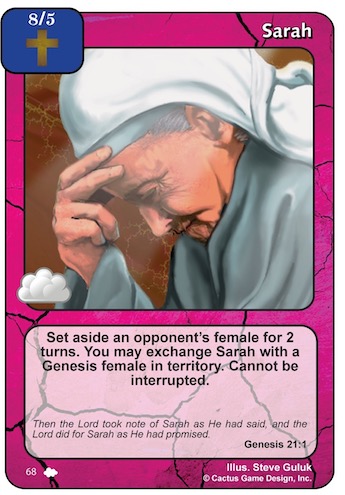 8/5
Sarah
Set aside an opponent's female for 2
turns. You may exchange Sarah with a
Genesis female in territory. Cannot be
interrupted.
Then the Lord took note of Sarah as He had said, and the
Lord did for Sarah as He had promised.
Genesis 21:1
68
Illus. Steve Guluk
© Cactus Game Design, Inc.